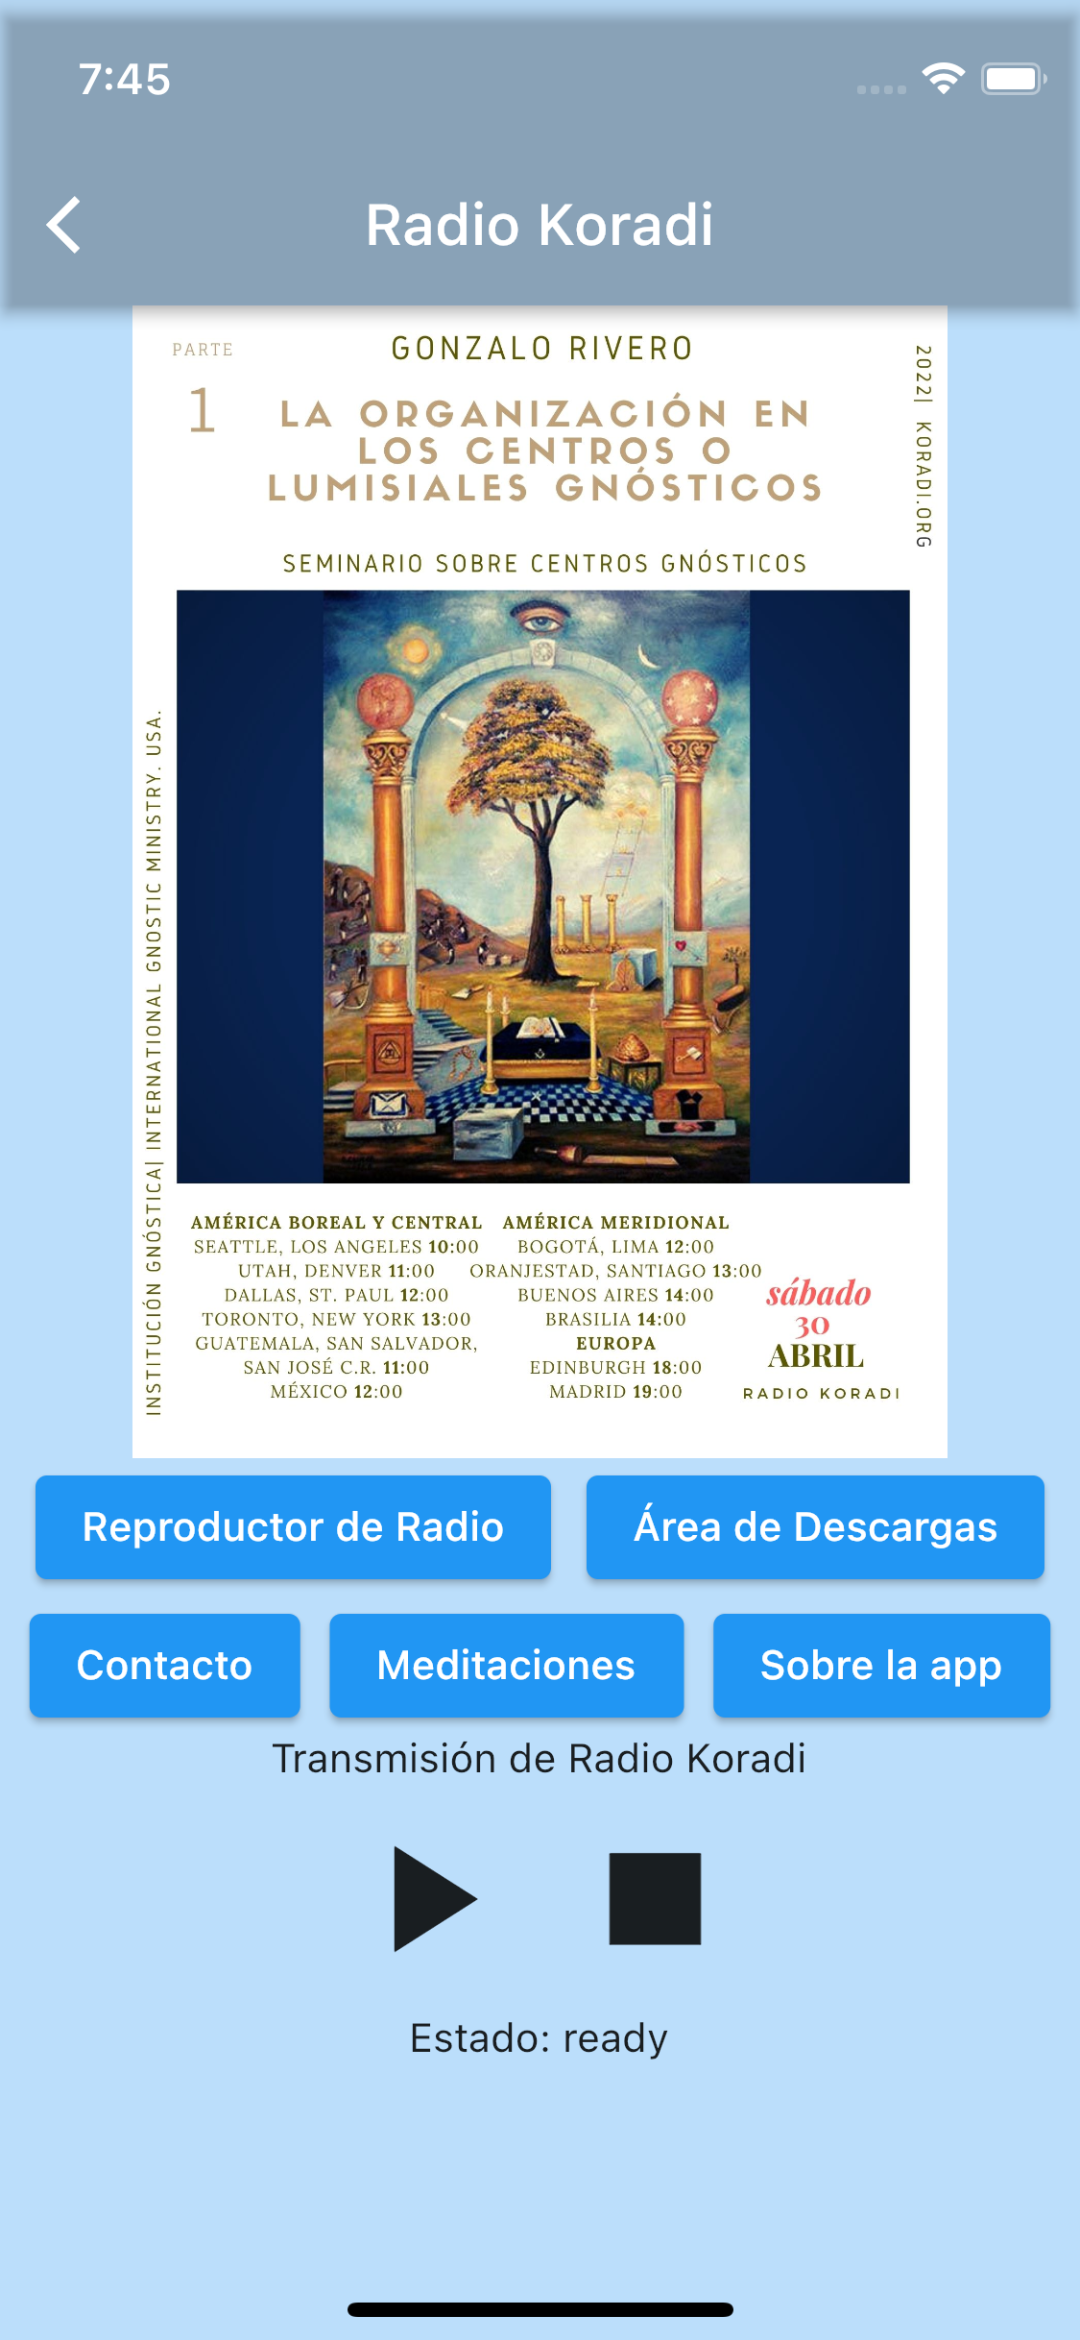 7:45
Radio Koradi
PARTE
1
GONZALO RIVERO
LA ORGANIZACIÓN EN
LOS CENTROS O
LUMISIALES GNÓSTICOS
2022| KORADI.ORG
SEMINARIO SOBRE CENTROS GNÓSTICOS
INSTITUCIÓN GNÓSTICA| INTERNATIONAL GNOSTIC MINISTRY. USA.
AMÉRICA BOREAL Y CENTRAL
SEATTLE, LOS ANGELES 10:00
UTAH, DENVER 11:00
DALLAS, ST. PAUL 12:00
TORONTO, NEW YORK 13:00
GUATEMALA, SAN SALVADOR,
SAN JOSÉ C.R. 11:00
MÉXICO 12:00
AMÉRICA MERIDIONAL
BOGOTÁ, LIMA 12:00
ORANJESTAD, SANTIAGO 13:00
BUENOS AIRES 14:00
BRASILIA 14:00
EUROPA
EDINBURGH 18:00
MADRID 19:00
sábado
30
ABRIL
RADIO KORADI
Reproductor de Radio
Área de Descargas
Contacto
Meditaciones
Sobre la app
Transmisión de Radio Koradi
Estado: ready